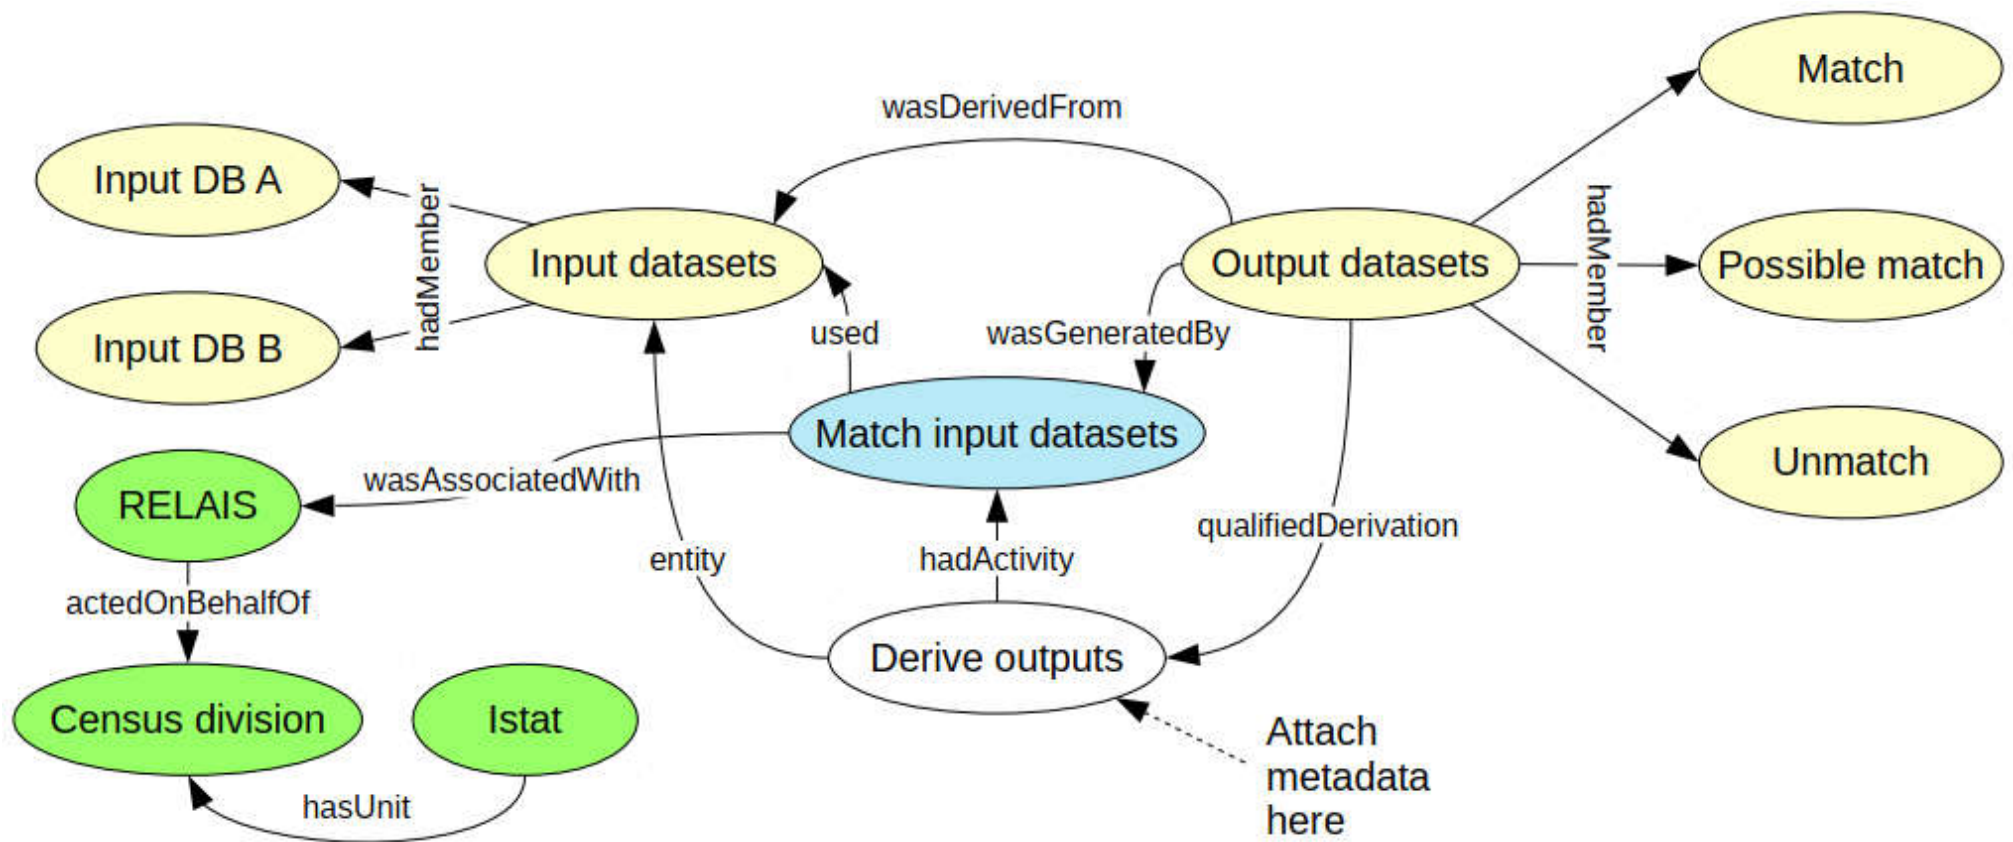 Match
wasDerivedFrom
Input DB A
hadMember
Input datasets
Output datasets
hadMember
Possible match
Input DB B
used
wasGeneratedBy
Match input datasets
Unmatch
wasAssociatedWith
RELAIS
qualifiedDerivation
entity
hadActivity
actedOnBehalfOf
Derive outputs
Census division
Istat
Attach
metadata
here
hasUnit